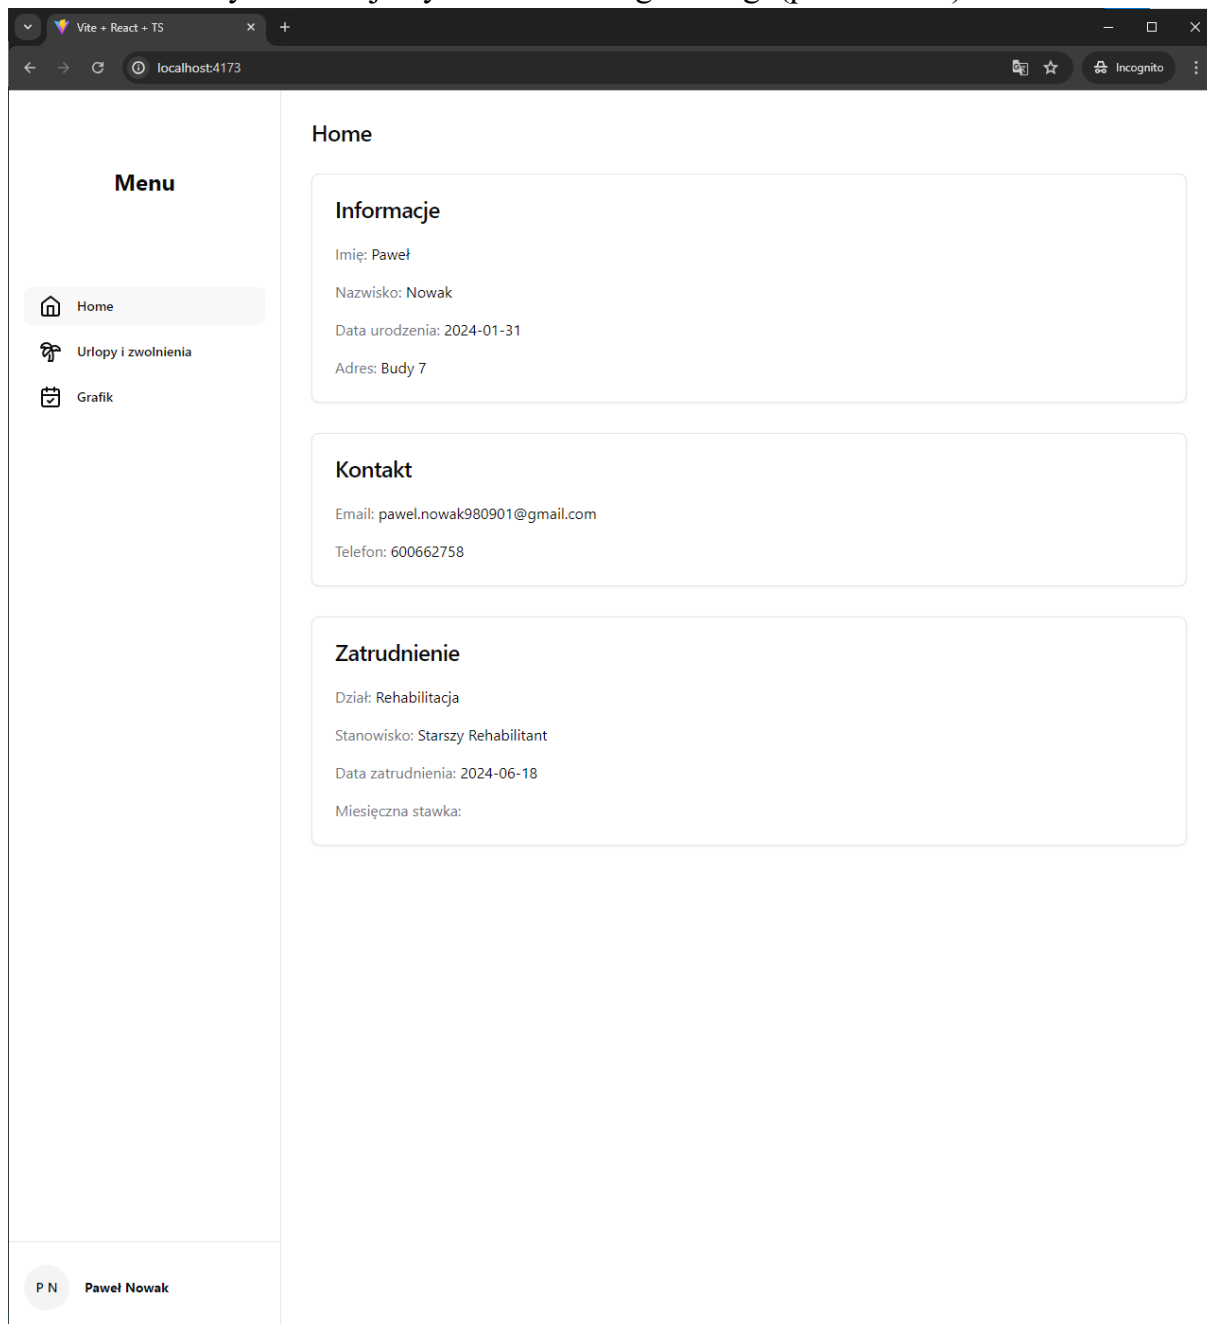 Vite + React + TS
localhost:4173
Incognito
Menu
Home
Urlopy i zwolnienia
Grafik
Home
Informacje
Imię: Paweł
Nazwisko: Nowak
Data urodzenia: 2024-01-31
Adres: Budy 7
Kontakt
Email: pawel.nowak980901@gmail.com
Telefon: 600662758
Zatrudnienie
Dział: Rehabilitacja
Stanowisko: Starszy Rehabilitant
Data zatrudnienia: 2024-06-18
Miesięczna stawka:
P N
Paweł Nowak